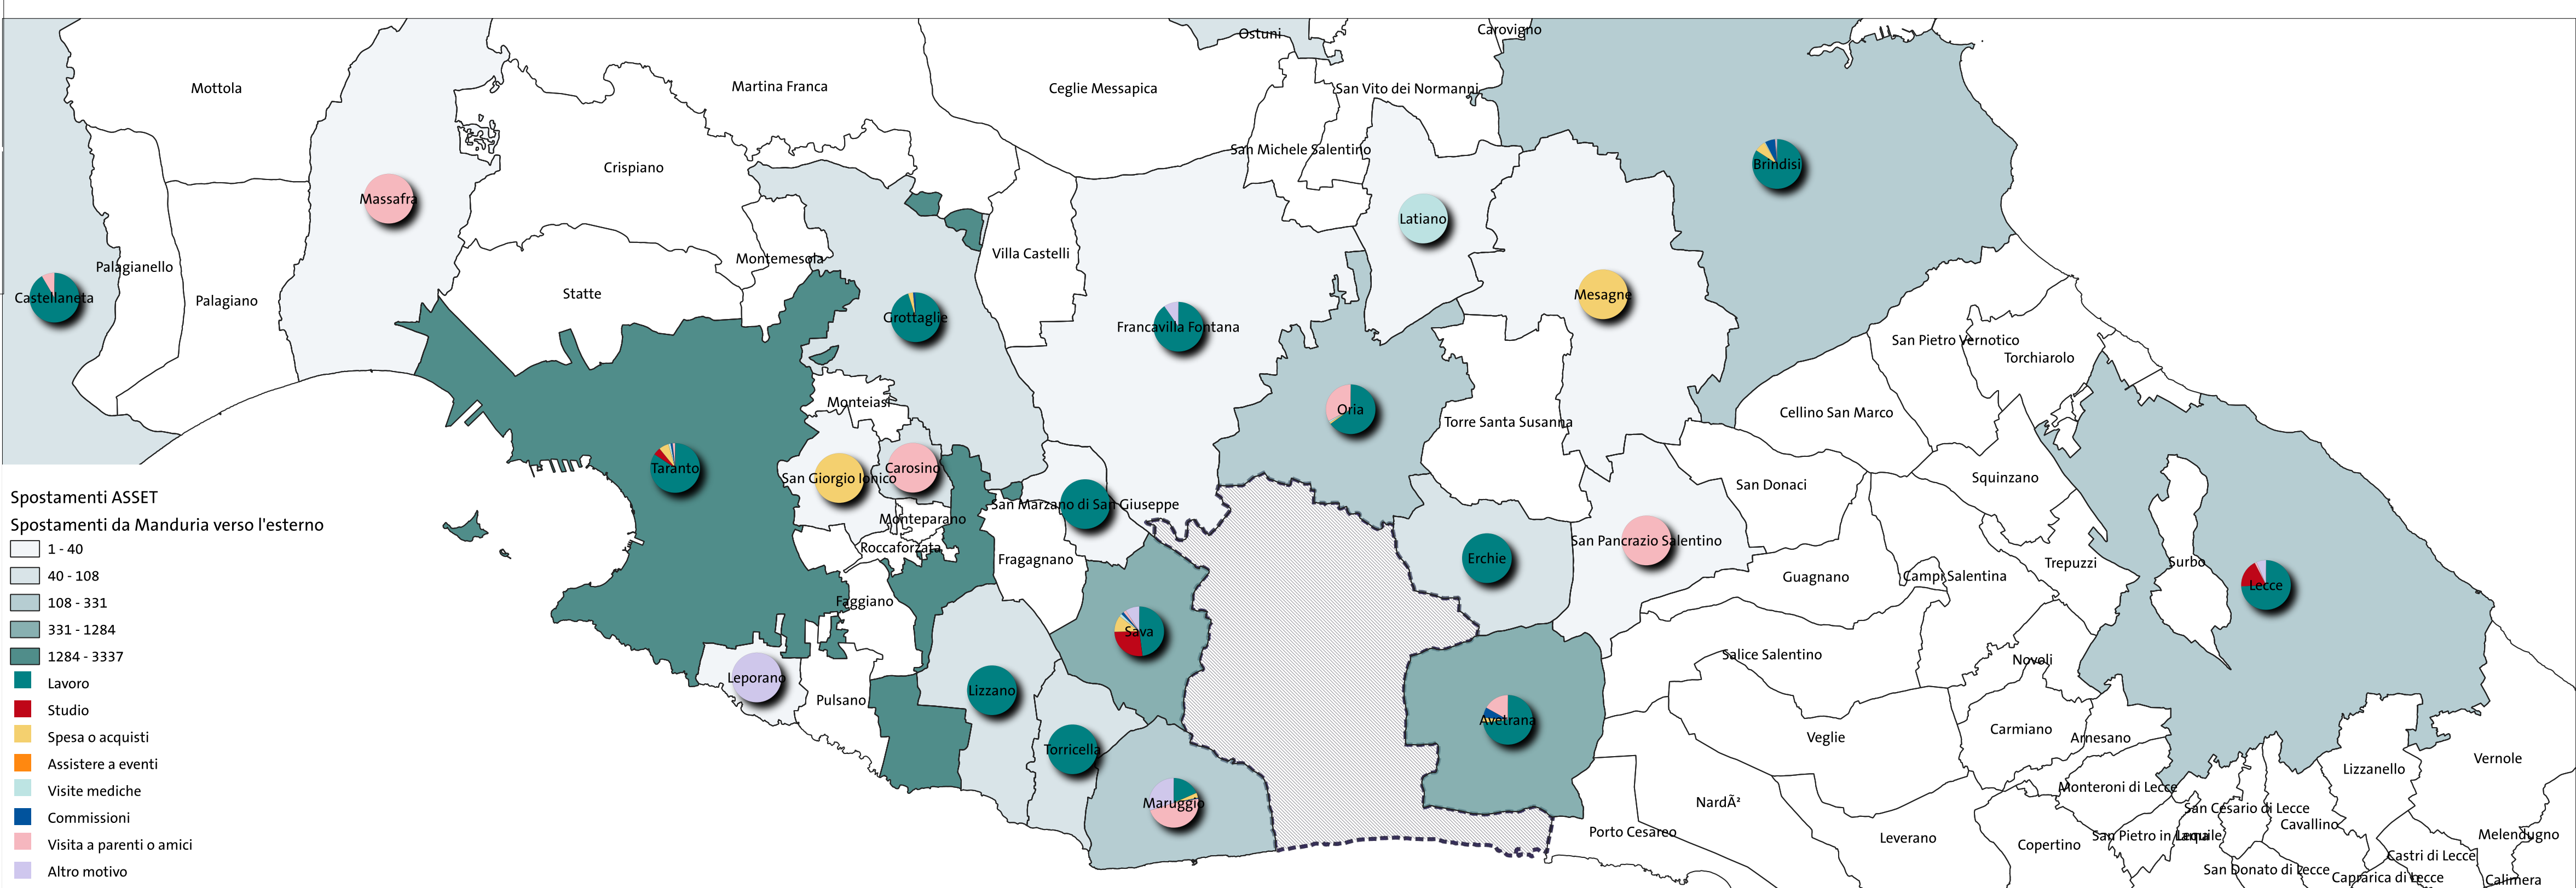 Ostuni
Carovigno
Mottola
Martina Franca
Ceglie Messapica
San Vito dei Normanni
San Michele Salentino
Crispiano
Brindisi
Massafra
Latiano
Montemesola
Villa Castelli
Palagianello
Castellaneta
Palagiano
Statte
Mesagne
Grottaglie
Francavilla Fontana
San Pietro Vernotico
Torchiarolo
Monteiasi
Oria
Cellino San Marco
Torre Santa Susanna
Taranto
San Giorgio Ionico
Carosino
San Donaci
Squinzano
San Marzano di San Giuseppe
Monteparano
Roccaforzata
Fragagnano
San Pancrazio Salentino
Erchie
Guagnano
Campi Salentina
Trepuzzi
Surbo
Lecce
Faggiano
Sava
Salice Salentino
Novoli
Leporano
Lizzano
Pulsano
Avetrana
Veglie
Carmiano
Arnesano
Torricella
Vernole
Lizzanello
Monteroni di Lecce
Maruggio
NardÃ²
San Cesario di Lecce
Cavallino
Porto Cesareo
Leverano
Copertino
San Pietro in Lama
Melendugno
Castri di Lecce
San Donato di Lecce
Caprarica di Lecce
Calimera
Spostamenti ASSET
Spostamenti da Manduria verso l'esterno
1 - 40
40 - 108
108 - 331
331 - 1284
1284 - 3337
Lavoro
Studio
Spesa o acquisti
Assistere a eventi
Visite mediche
Commissioni
Visita a parenti o amici
Altro motivo